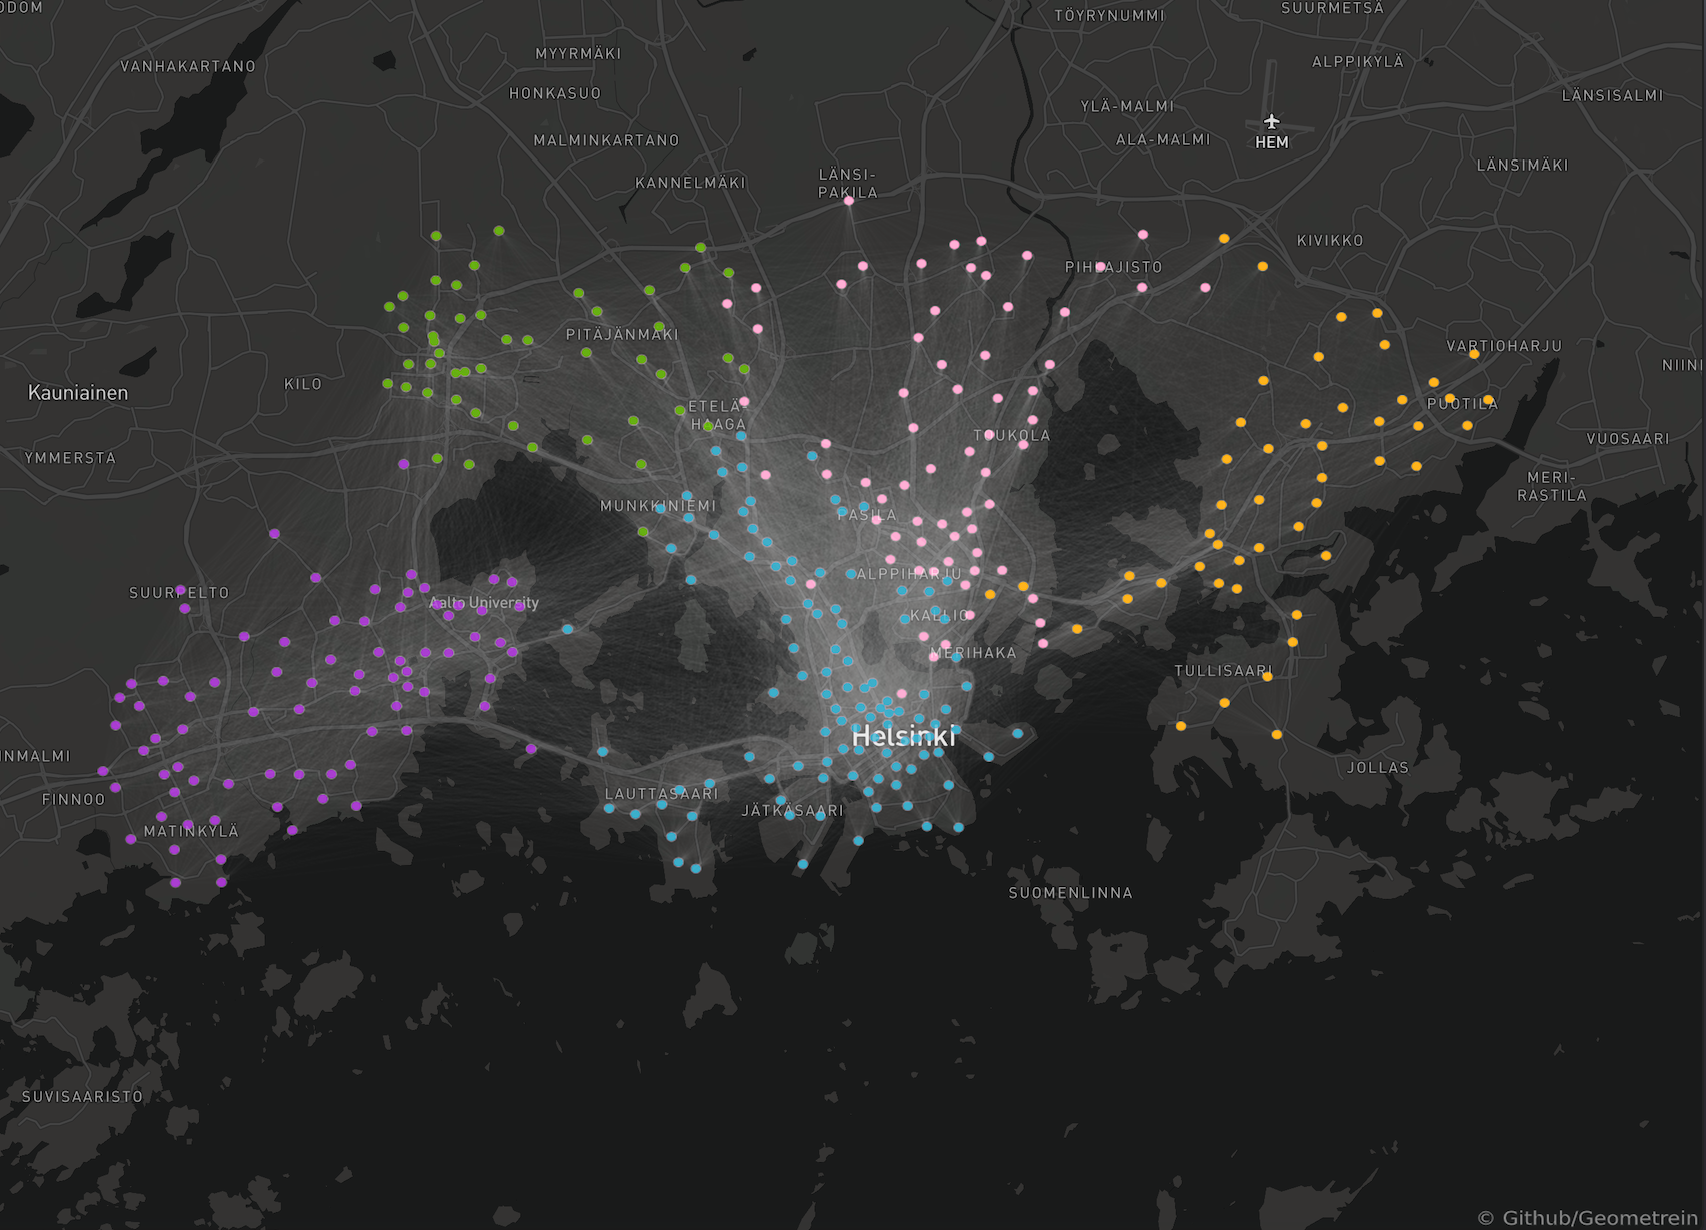 ODOM
TÖYRYNUMMI
SUURMETSÄ
VANHAKARTANO
MYYRMÄKI
ALPPIKYLÄ
HONKASUO
YLÄ-MALMI
LÄNSISALMI
MALMINKARTANO
ALA-MALMI
HEM
LÄNSIMÄKI
KANNELMÄKI
LÄNSI-
PAKILA
KIVIKKO
PIHLAJISTO
PITÄJÄNMÄKI
VARTIOHARJU
NIINI
KILO
Kauniainen
ETELÄ-
HAAGA
PUOTILA
TOUKOLA
VUOSAARI
YMMERSTA
MERI-
RASTILA
MUNKKINIEMI
PASILA
ALPPIHARJU
SUURPELTO
Aalto University
KALLIO
MERIHAKA
TULLISAARI
Helsinki
INMALMI
JOLLAS
FINNOO
LAUTTASAARI
JÄTKÄSAARI
MATINKYLÄ
SUOMENLINNA
SUVISAARISTO
© Github/Geometrein